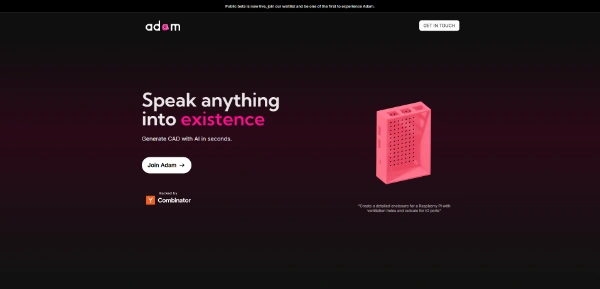 Public beta is now live, join our waitlist and be one of the first to experience Adam.
adam
GET IN TOUCH
Speak anything
into existence
Generate CAD with AI in seconds.
Join Adam →
Backed by
Y Combinator
"Create a detailed enclosure for a Raspberry Pi with
ventilation holes and cutouts for IO ports"